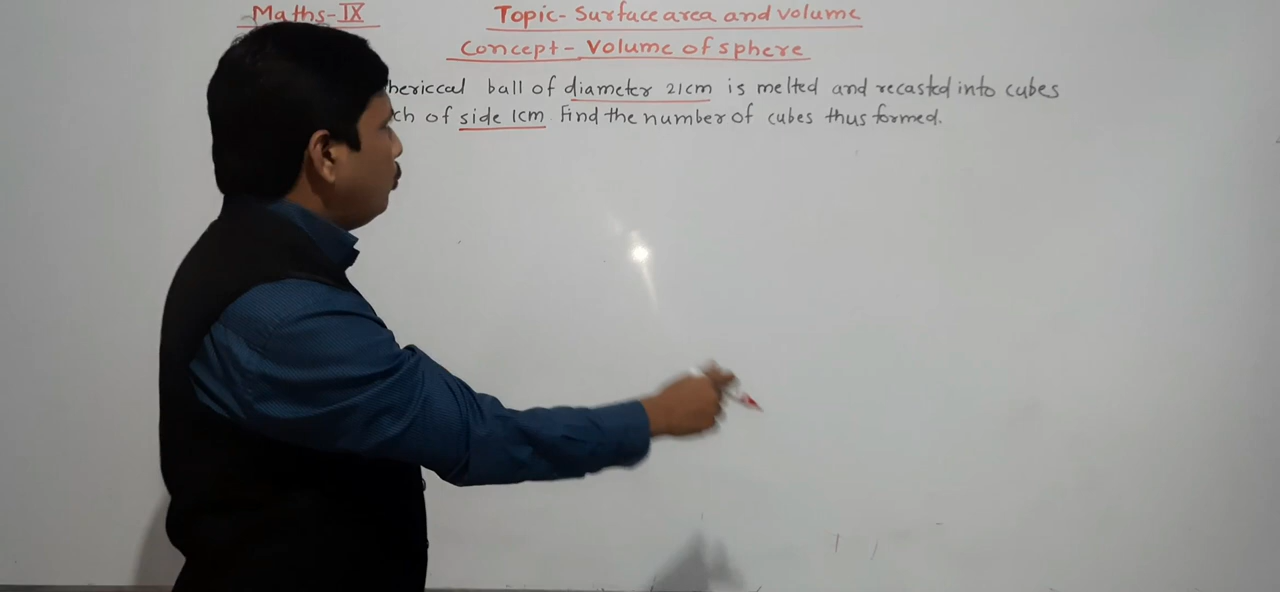 Maths-IX
Topic- Surface area and volume
Concept- Volume of sphere
hericcal ball of diameter 21cm is melted and recasted into cubes
ch of side 1cm Find the number of cubes thus formed.